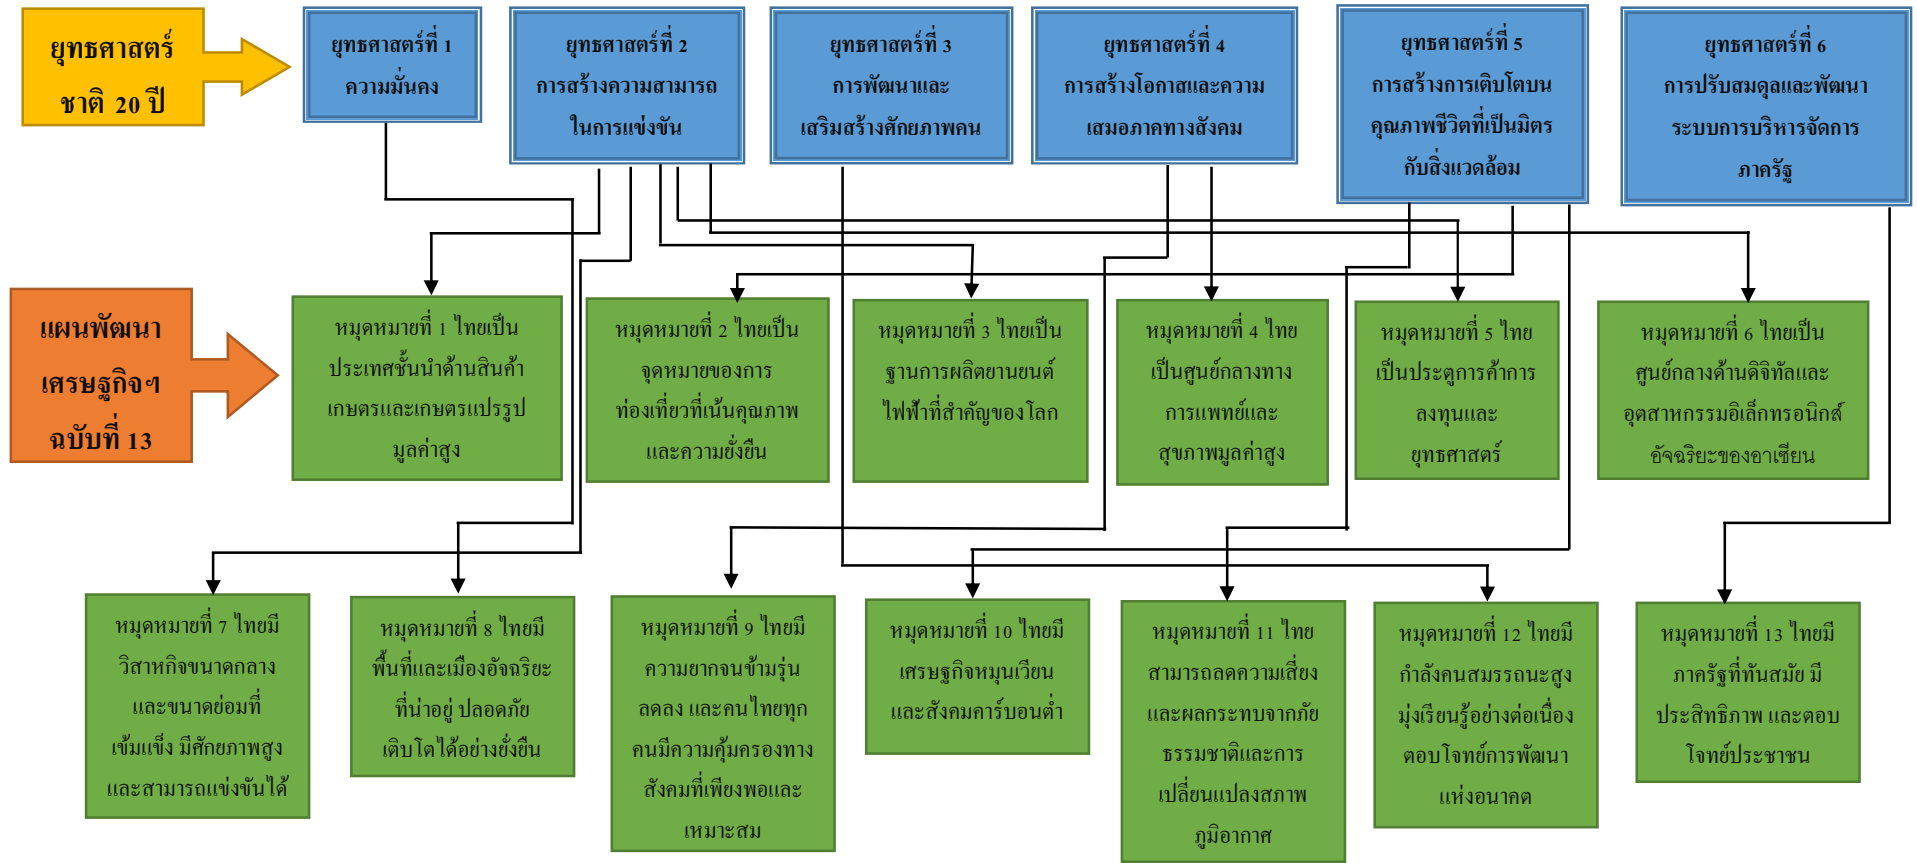 ยุทธศาสตร์
ชาติ 20 ปี
ยุทธศาสตร์ที่ 1
ความมั่นคง
ยุทธศาสตร์ที่ 2
การสร้างความสามารถ
ในการแข่งขัน
ยุทธศาสตร์ที่ 3
การพัฒนาและ
เสริมสร้างศักยภาพคน
ยุทธศาสตร์ที่ 4
การสร้างโอกาสและความ
เสมอภาคทางสังคม
ยุทธศาสตร์ที่ 5
การสร้างการเติบโตบน
คุณภาพชีวิตที่เป็นมิตร
กับสิ่งแวดล้อม
ยุทธศาสตร์ที่ 6
การปรับสมดุลและพัฒนา
ระบบการบริหารจัดการ
ภาครัฐ
แผนพัฒนา
เศรษฐกิจฯ
ฉบับที่ 13
หมุดหมายที่ 1 ไทยเป็น
ประเทศชั้นนำด้านสินค้า
เกษตรและเกษตรแปรรูป
มูลค่าสูง
หมุดหมายที่ 2 ไทยเป็น
จุดหมายของการ
ท่องเที่ยวที่เน้นคุณภาพ
และความยั่งยืน
หมุดหมายที่ 3 ไทยเป็น
ฐานการผลิตยานยนต์
ไฟฟ้าที่สำคัญของโลก
หมุดหมายที่ 4 ไทย
เป็นศูนย์กลางทาง
การแพทย์และ
สุขภาพมูลค่าสูง
หมุดหมายที่ 5 ไทย
เป็นประตูการค้าการ
ลงทุนและ
ยุทธศาสตร์
หมุดหมายที่ 6 ไทยเป็น
ศูนย์กลางด้านดิจิทัลและ
อุตสาหกรรมอิเล็กทรอนิกส์
อัจฉริยะของอาเซียน
หมุดหมายที่ 7 ไทยมี
วิสาหกิจขนาดกลาง
และขนาดย่อมที่
เข้มแข็ง มีศักยภาพสูง
และสามารถแข่งขันได้
หมุดหมายที่ 8 ไทยมี
พื้นที่และเมืองอัจฉริยะ
ที่น่าอยู่ ปลอดภัย
เติบโตได้อย่างยั่งยืน
หมุดหมายที่ 9 ไทยมี
ความยากจนข้ามรุ่น
ลดลง และคนไทยทุก
คนมีความคุ้มครองทาง
สังคมที่เพียงพอและ
เหมาะสม
หมุดหมายที่ 10 ไทยมี
เศรษฐกิจหมุนเวียน
และสังคมคาร์บอนต่ำ
หมุดหมายที่ 11 ไทย
สามารถลดความเสี่ยง
และผลกระทบจากภัย
ธรรมชาติและการ
เปลี่ยนแปลงสภาพ
ภูมิอากาศ
หมุดหมายที่ 12 ไทยมี
กำลังคนสมรรถนะสูง
มุ่งเรียนรู้อย่างต่อเนื่อง
ตอบโจทย์การพัฒนา
แห่งอนาคต
หมุดหมายที่ 13 ไทยมี
ภาครัฐที่ทันสมัย มี
ประสิทธิภาพ และตอบ
โจทย์ประชาชน